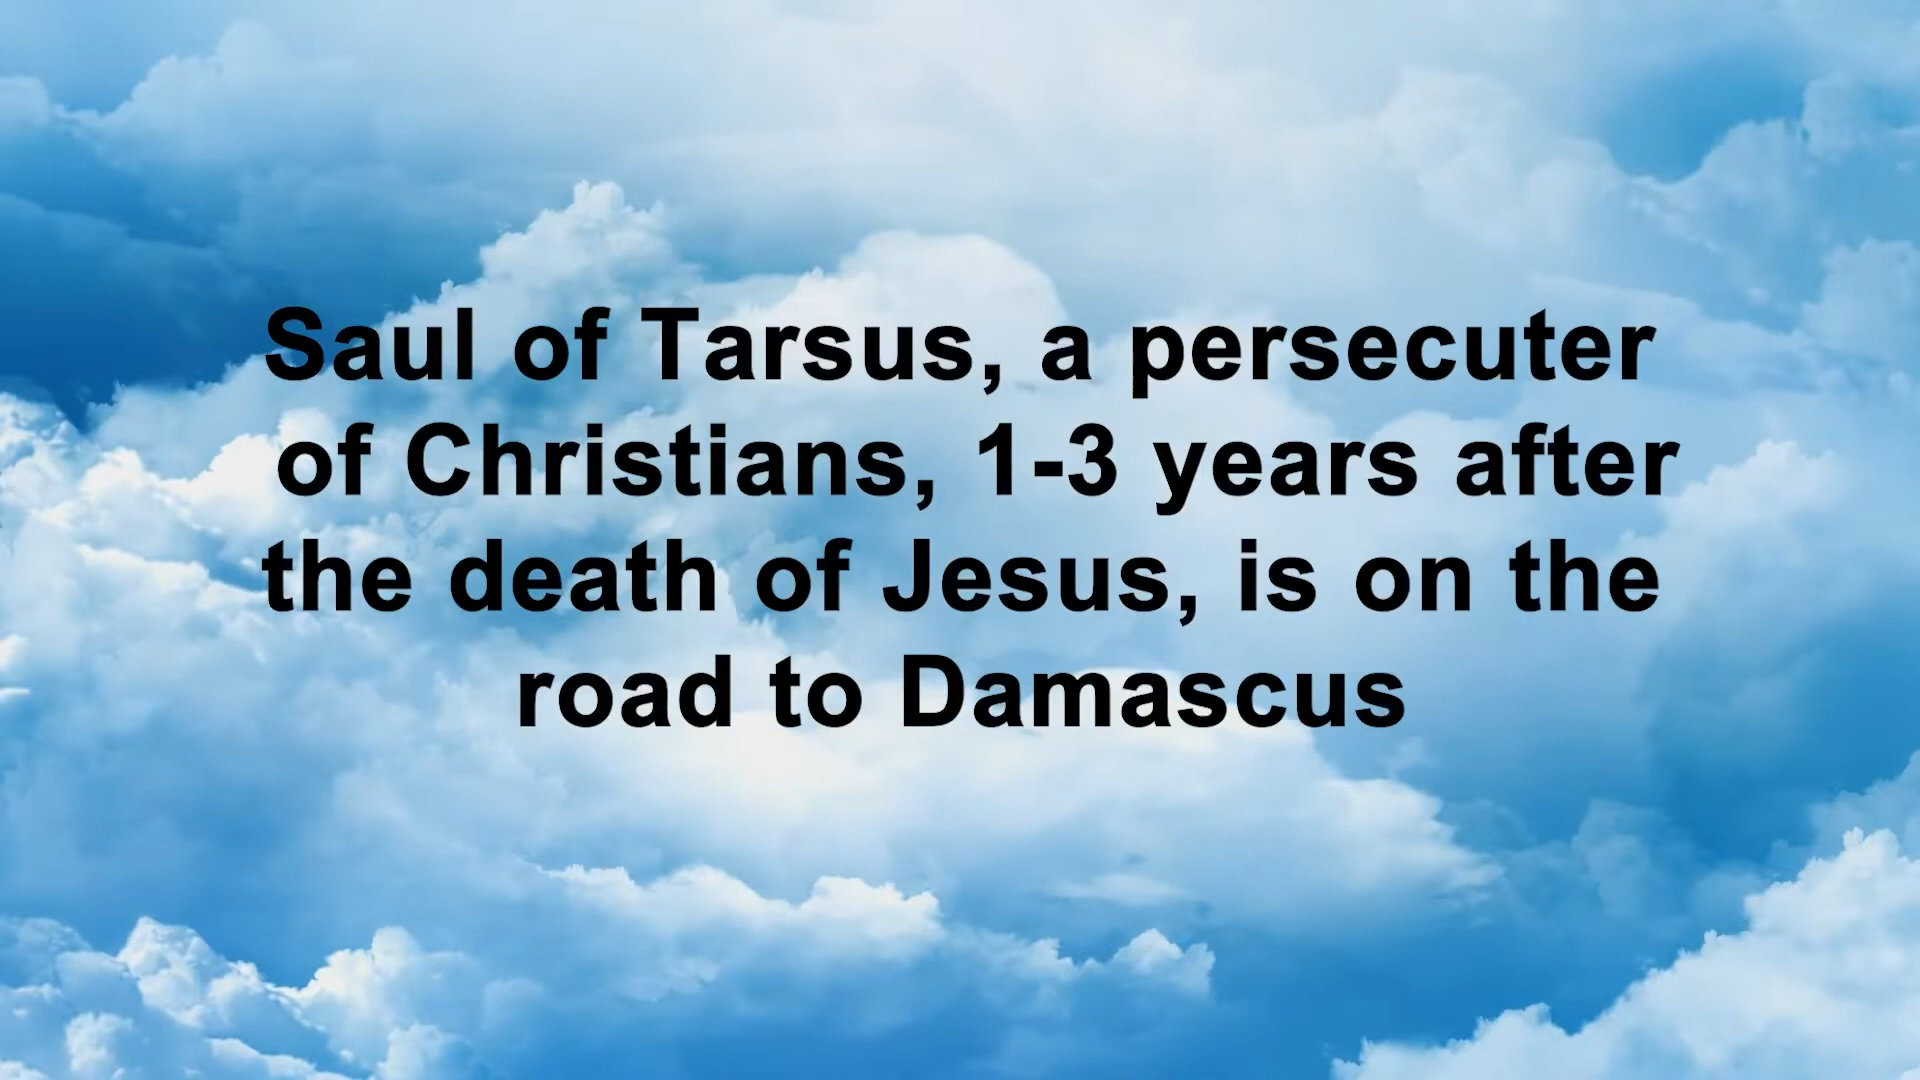 Saul of Tarsus, a persecuter
of Christians, 1-3 years after
the death of Jesus, is on the
road to Damascus